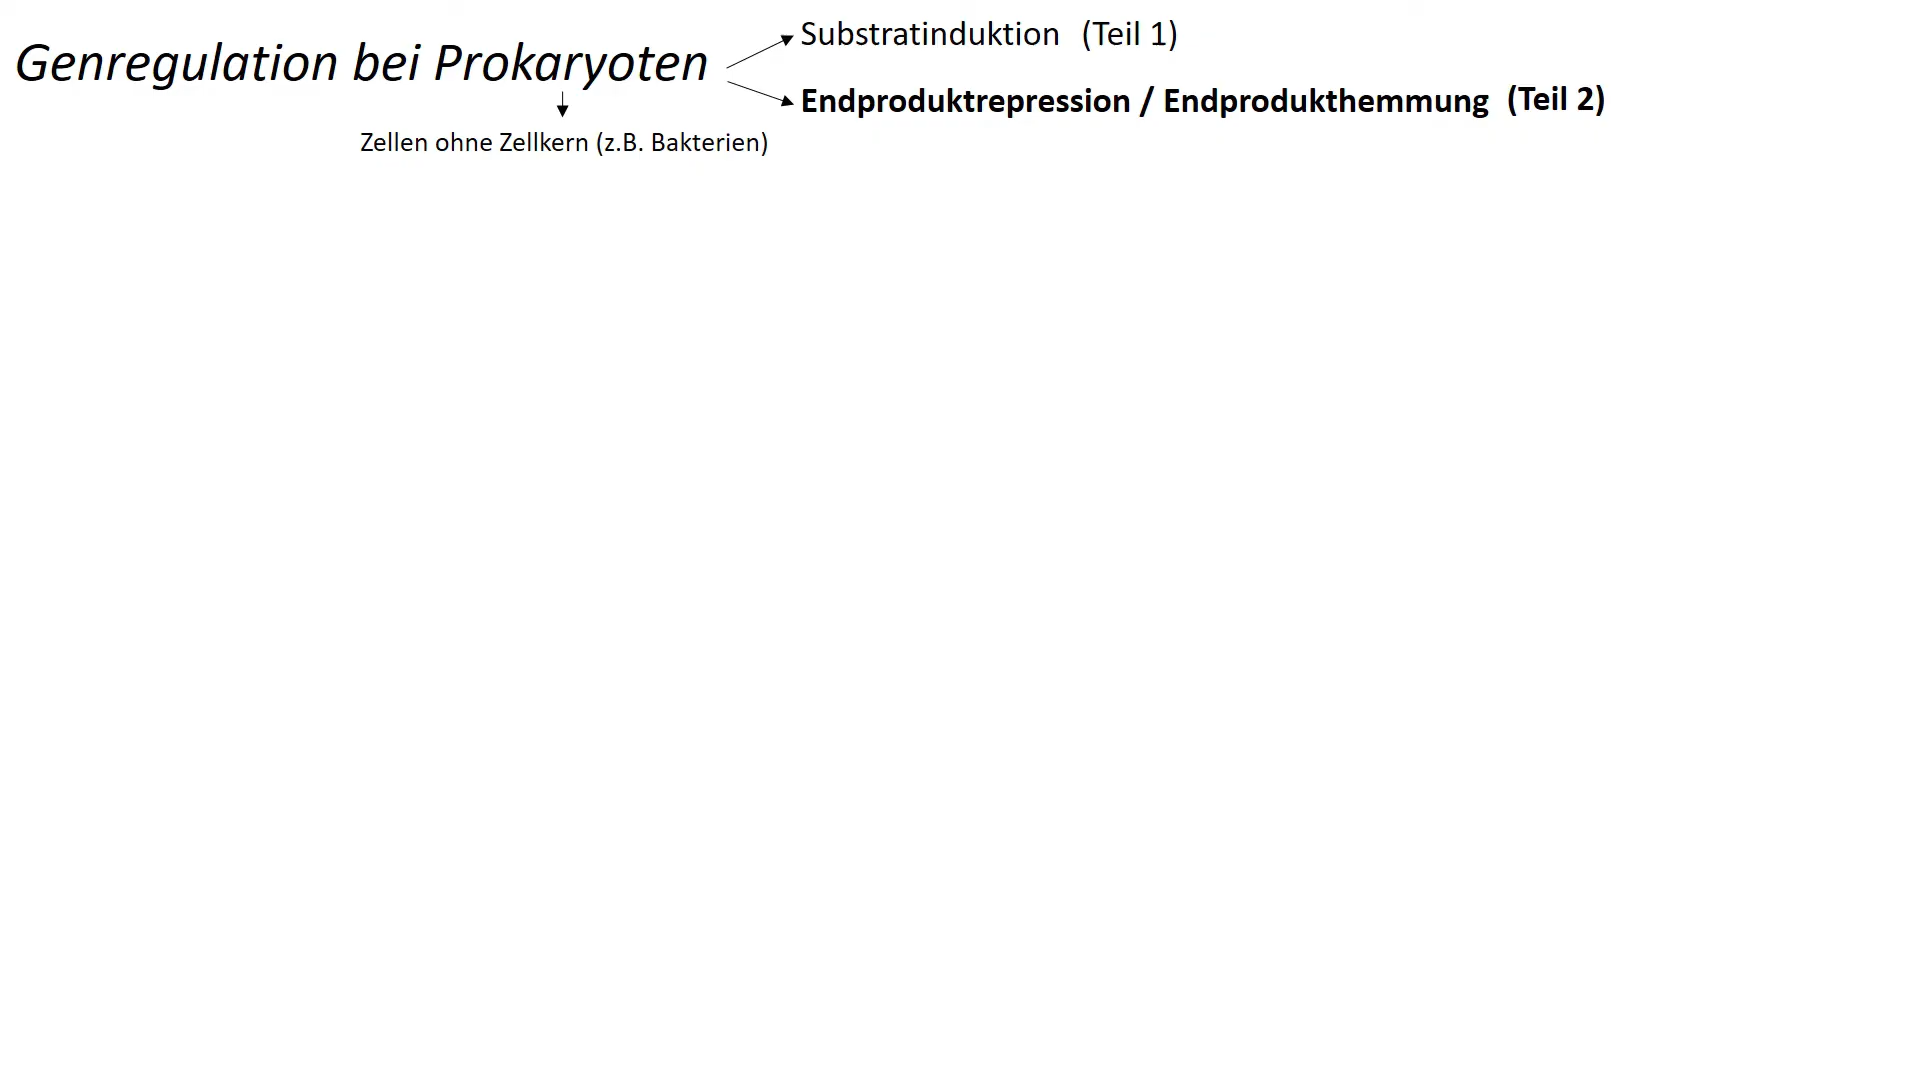 Genregulation bei Prokaryoten
Substratinduktion (Teil 1)
Endproduktrepression / Endprodukthemmung (Teil 2)
Zellen ohne Zellkern (z.B. Bakterien)